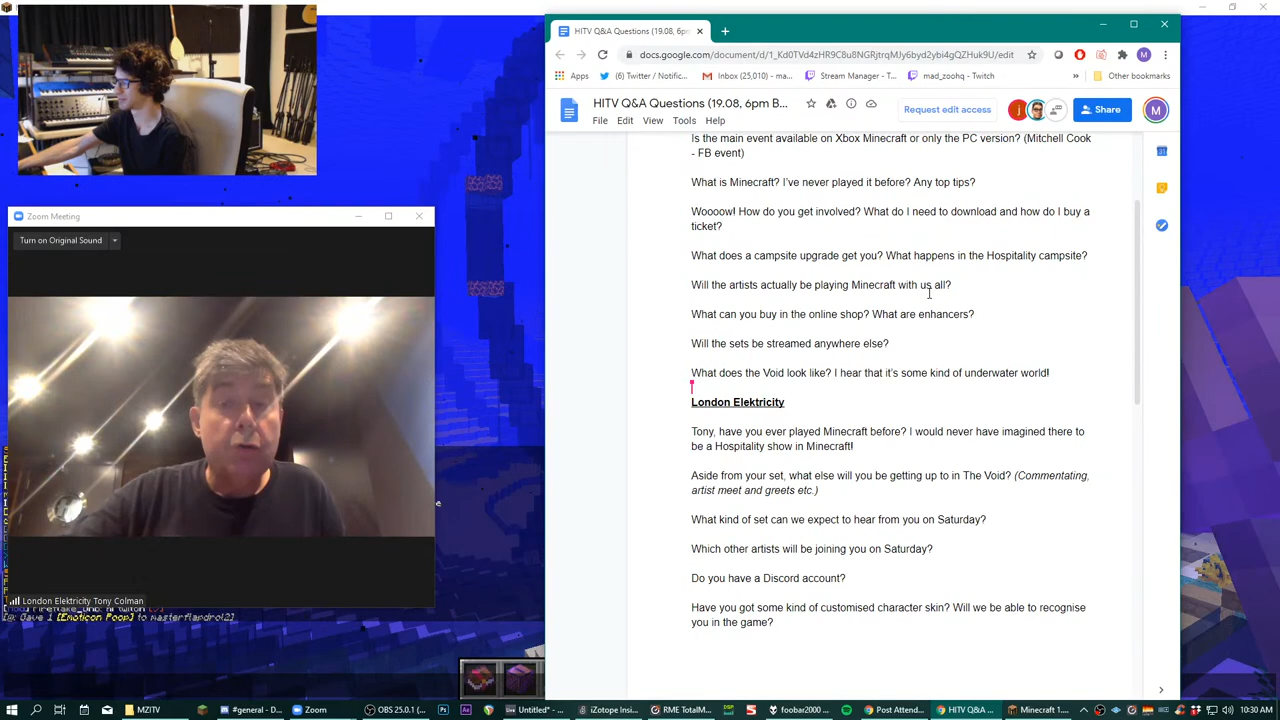 HITV Q&A Questions (19.08, 6pm
docs.google.com/document/d/1_Kd0TVd4zHR9C8u8NGRjtrqMJy6byd2ybi4gQZHuk9U/edit
Apps
(6) Twitter / Notific...
Inbox (25,010) - ma...
Stream Manager - T...
mad_zoohq - Twitch
»
Other bookmarks
HITV Q&A Questions (19.08, 6pm B...
Request edit access
Share
M
File Edit View Tools Help
Is the main event available on Xbox Minecraft or only the PC version? (Mitchell Cook
- FB event)
What is Minecraft? I've never played it before? Any top tips?
Woooow! How do you get involved? What do I need to download and how do I buy a
ticket?
What does a campsite upgrade get you? What happens in the Hospitality campsite?
Will the artists actually be playing Minecraft with us all?
What can you buy in the online shop? What are enhancers?
Will the sets be streamed anywhere else?
What does the Void look like? I hear that it's some kind of underwater world!
London Elektricity
Tony, have you ever played Minecraft before? I would never have imagined there to
be a Hospitality show in Minecraft!
Aside from your set, what else will you be getting up to in The Void? (Commentating,
artist meet and greets etc.)
What kind of set can we expect to hear from you on Saturday?
Which other artists will be joining you on Saturday?
Do you have a Discord account?
Have you got some kind of customised character skin? Will we be able to recognise
you in the game?
Zoom Meeting
Turn on Original Sound
London Elektricity Tony Colman
[Emoticon Poop]
MZITV
#general - D...
Zoom
OBS 25.0.1 (...
Untitled* - ...
iZotope Insi...
RME TotalM...
foobar2000 ...
Post Attend...
HITV Q&A ...
Minecraft 1....
10:30 AM